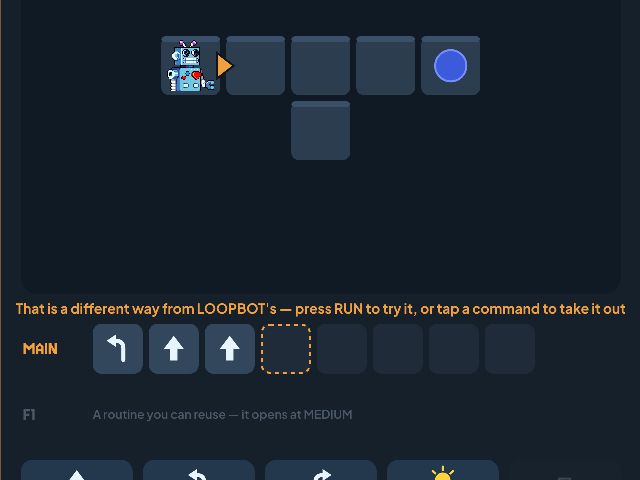 That is a different way from LOOPBOT's — press RUN to try it, or tap a command to take it out
MAIN
F1 A routine you can reuse — it opens at MEDIUM